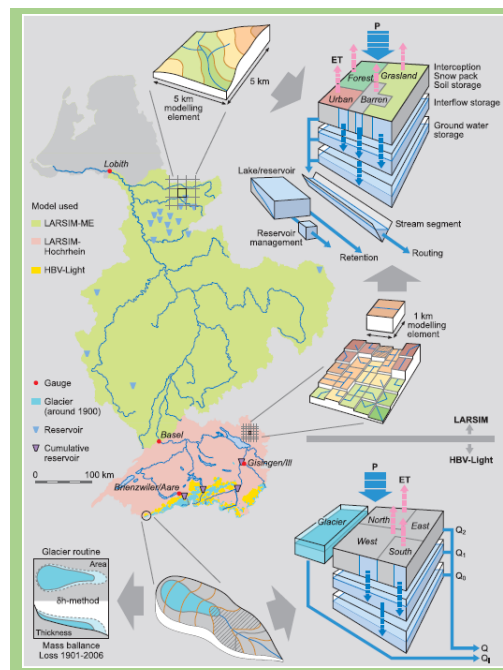 P
ET
Forest
Grasland
Urban
Barren
Interception
Snow pack
Soil storage
Interflow storage
Ground water
storage
5 km
5 km
modelling
element
Lobith
Model used
LARSIM-ME
LARSIM-
Hochrhein
HBV-Light
Lake/reservoir
Reservoir
management
Stream segment
Retention
Routing
1 km
modelling
element
Gauge
Glacier
(around 1900)
Reservoir
Cumulative
reservoir
0 100 km
Basel
Gisingen/Ill
Brienzwiler/Aare
LARSIM
HBV-Light
P
ET
Glacier
North
East
West
South
Q2
Q1
Q0
Q
Glacier routine
Area
δh-method
Thickness
Mass ballance
Loss 1901-2006